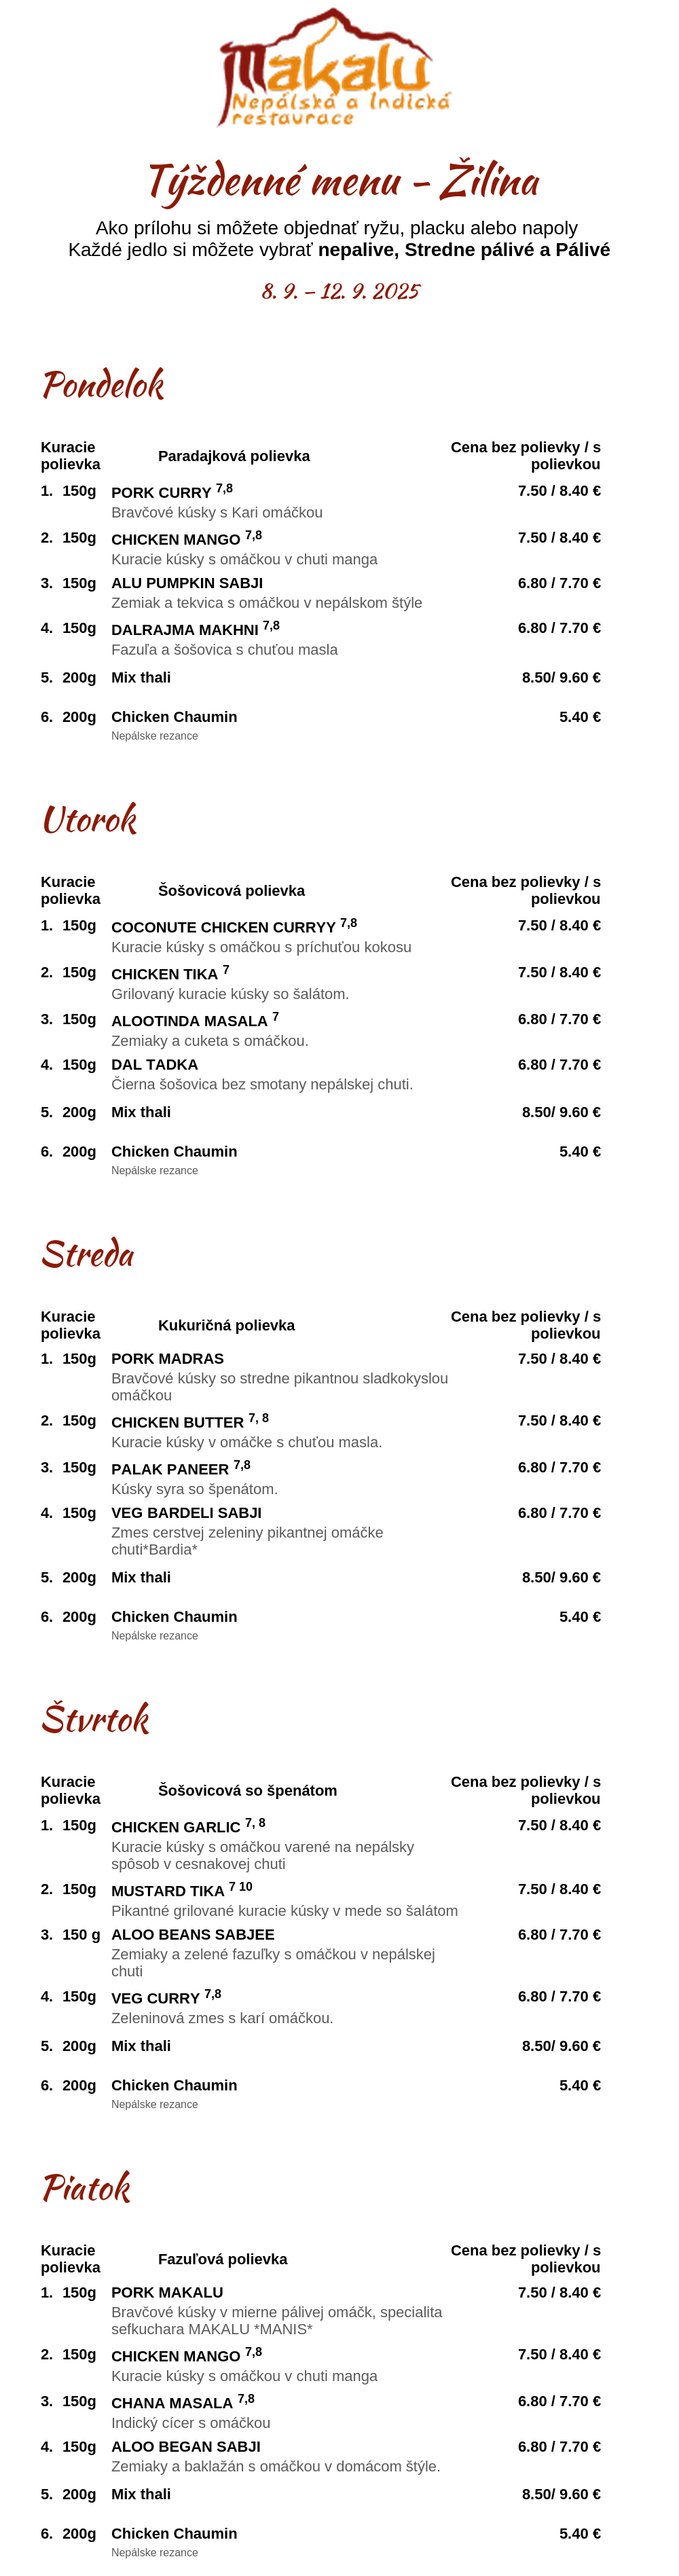 Makalu
Nepálská a Indická
restaurace
Týždenné menu - Žilina
Ako prílohu si môžete objednať ryžu, placku alebo napoly
Každé jedlo si môžete vybrať nepalive, Stredne pálivé a Pálivé
8. 9. – 12. 9. 2025
Pondelok
Kuracie polievka
Paradajková polievka
Cena bez polievky / s polievkou
1. 150g PORK CURRY 7,8 7.50 / 8.40 €
Bravčové kúsky s Kari omáčkou
2. 150g CHICKEN MANGO 7,8 7.50 / 8.40 €
Kuracie kúsky s omáčkou v chuti manga
3. 150g ALU PUMPKIN SABJI 6.80 / 7.70 €
Zemiak a tekvica s omáčkou v nepálskom štýle
4. 150g DALRAJMA MAKHNI 7,8 6.80 / 7.70 €
Fazuľa a šošovica s chuťou masla
5. 200g Mix thali 8.50/ 9.60 €
6. 200g Chicken Chaumin 5.40 €
Nepálske rezance
Utorok
Kuracie polievka
Šošovicová polievka
Cena bez polievky / s polievkou
1. 150g COCONUTE CHICKEN CURRYY 7,8 7.50 / 8.40 €
Kuracie kúsky s omáčkou s príchuťou kokosu
2. 150g CHICKEN TIKA 7 7.50 / 8.40 €
Grilovaný kuracie kúsky so šalátom.
3. 150g ALOOTINDA MASALA 7 6.80 / 7.70 €
Zemiaky a cuketa s omáčkou.
4. 150g DAL TADKA 6.80 / 7.70 €
Čierna šošovica bez smotany nepálskej chuti.
5. 200g Mix thali 8.50/ 9.60 €
6. 200g Chicken Chaumin 5.40 €
Nepálske rezance
Streda
Kuracie polievka
Kukuričná polievka
Cena bez polievky / s polievkou
1. 150g PORK MADRAS 7.50 / 8.40 €
Bravčové kúsky so stredne pikantnou sladkokyslou
omáčkou
2. 150g CHICKEN BUTTER 7, 8 7.50 / 8.40 €
Kuracie kúsky v omáčke s chuťou masla.
3. 150g PALAK PANEER 7,8 6.80 / 7.70 €
Kúsky syra so špenátom.
4. 150g VEG BARDELI SABJI 6.80 / 7.70 €
Zmes cerstvej zeleniny pikantnej omáčke
chuti*Bardia*
5. 200g Mix thali 8.50/ 9.60 €
6. 200g Chicken Chaumin 5.40 €
Nepálske rezance
Štvrtok
Kuracie polievka
Šošovicová so špenátom
Cena bez polievky / s polievkou
1. 150g CHICKEN GARLIC 7, 8 7.50 / 8.40 €
Kuracie kúsky s omáčkou varené na nepálsky
spôsob v cesnakovej chuti
2. 150g MUSTARD TIKA 7 10 7.50 / 8.40 €
Pikantné grilované kuracie kúsky v mede so šalátom
3. 150 g ALOO BEANS SABJEE 6.80 / 7.70 €
Zemiaky a zelené fazuľky s omáčkou v nepálskej
chuti
4. 150g VEG CURRY 7,8 6.80 / 7.70 €
Zeleninová zmes s karí omáčkou.
5. 200g Mix thali 8.50/ 9.60 €
6. 200g Chicken Chaumin 5.40 €
Nepálske rezance
Piatok
Kuracie polievka
Fazuľová polievka
Cena bez polievky / s polievkou
1. 150g PORK MAKALU 7.50 / 8.40 €
Bravčové kúsky v mierne pálivej omáčk, specialita
sefkuchara MAKALU *MANIS*
2. 150g CHICKEN MANGO 7,8 7.50 / 8.40 €
Kuracie kúsky s omáčkou v chuti manga
3. 150g CHANA MASALA 7,8 6.80 / 7.70 €
Indický cícer s omáčkou
4. 150g ALOO BEGAN SABJI 6.80 / 7.70 €
Zemiaky a baklažán s omáčkou v domácom štýle.
5. 200g Mix thali 8.50/ 9.60 €
6. 200g Chicken Chaumin 5.40 €
Nepálske rezance